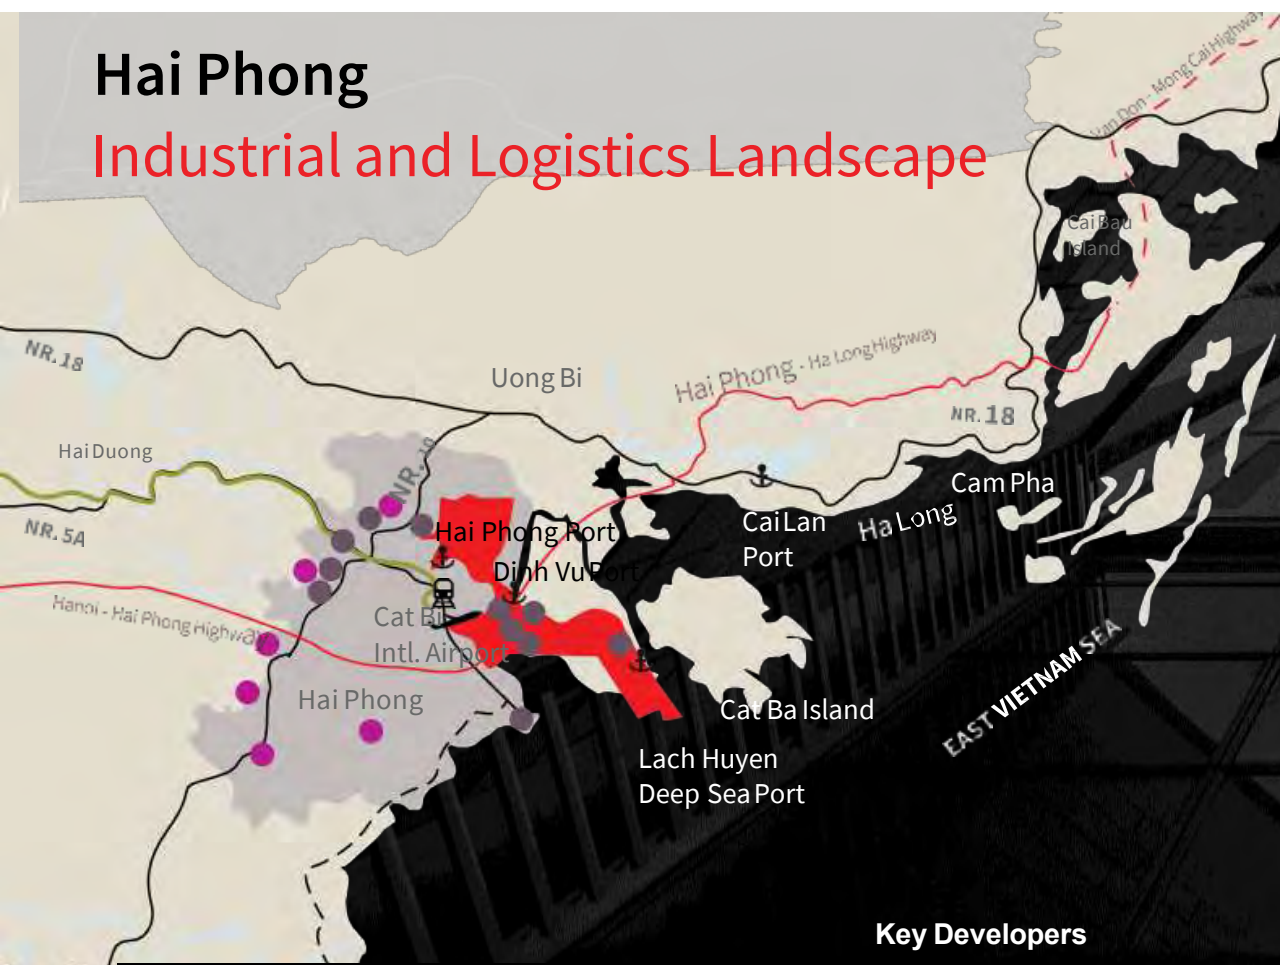 Hai Phong
Industrial and Logistics Landscape
Van Don - Mong Cai Highway
Cai Bau
Island
NR.18
Uong Bi
Hai Phong - Ha Long Highway
NR. 18
Hai Duong
NR. 10
NR. 5A
Cam Pha
Hai Phong Port
Cai Lan
Port
Ha Long
Dinh Vu Port
Hanoi - Hai Phong Highway
Cat Bi
Intl. Airport
Hai Phong
EAST VIETNAM SEA
Cat Ba Island
Lach Huyen
Deep Sea Port
Key Developers